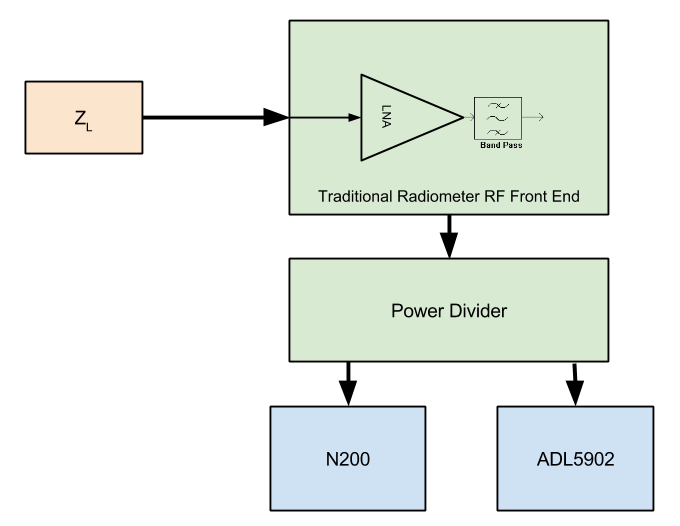 Z_L
LNA
Band Pass
Traditional Radiometer RF Front End
Power Divider
N200
ADL5902